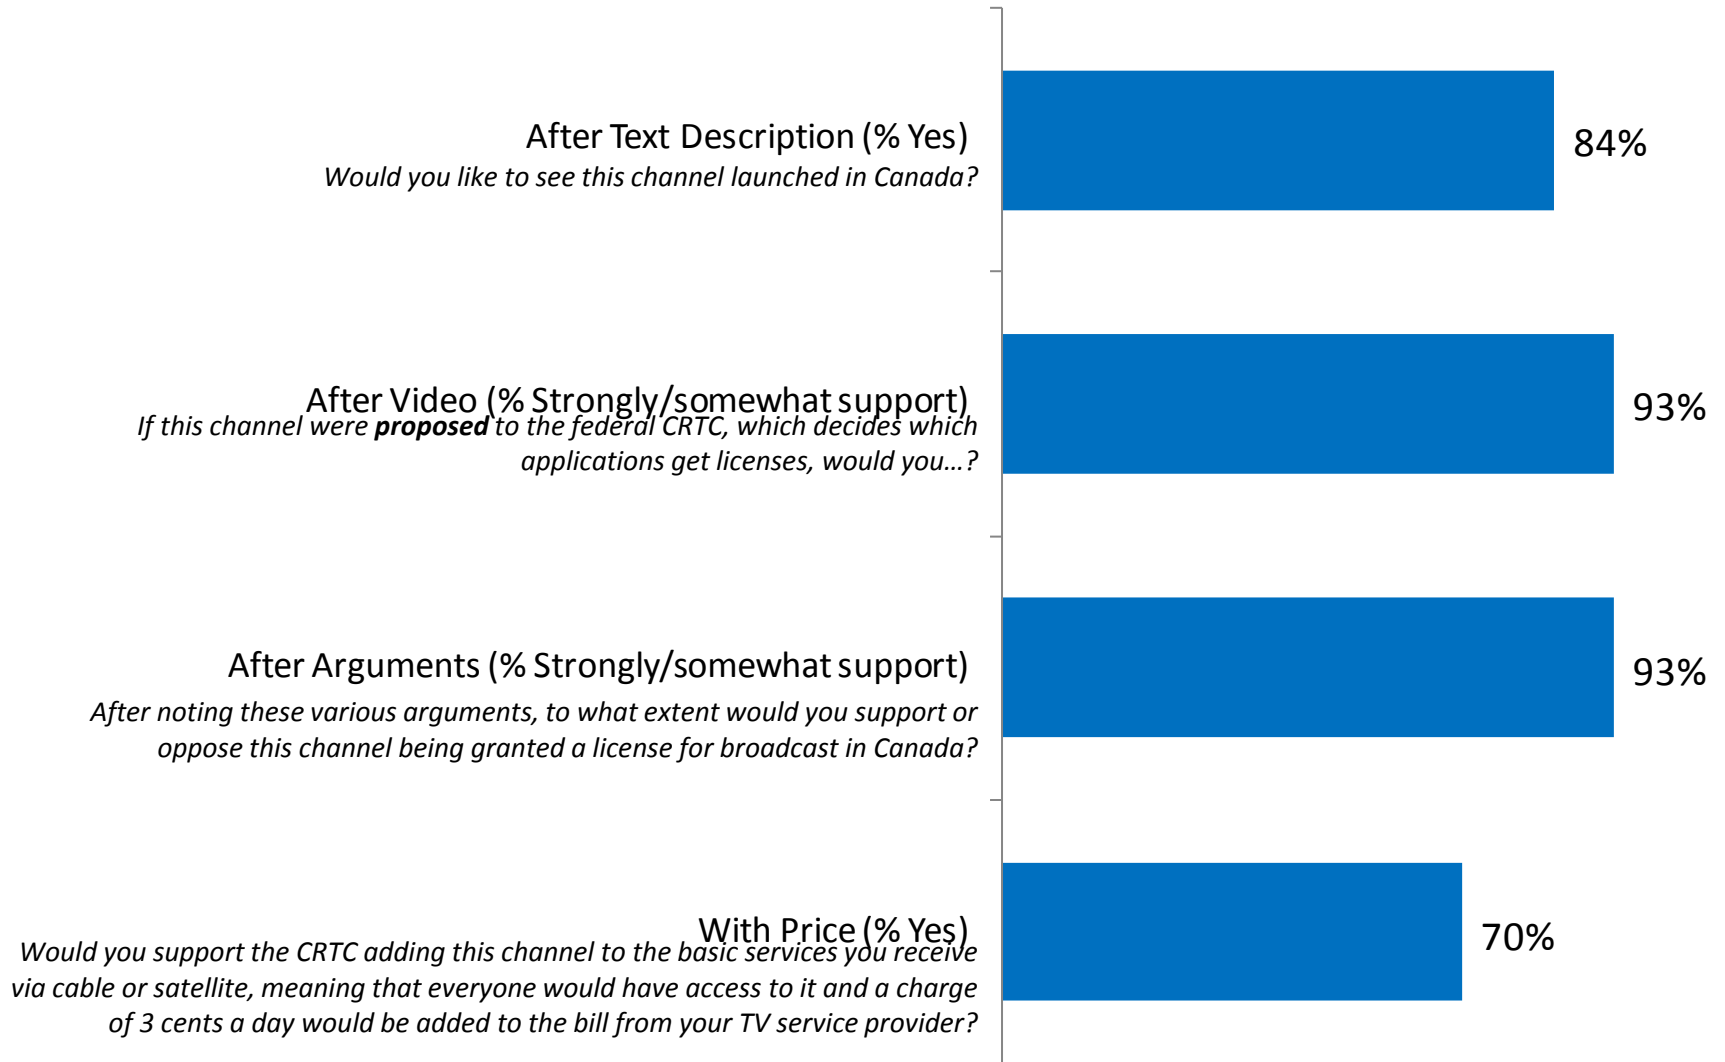 After Text Description (% Yes)
Would you like to see this channel launched in Canada?
84%
After Video (% Strongly/somewhat support)
If this channel were proposed to the federal CRTC, which decides which
applications get licenses, would you…?
93%
After Arguments (% Strongly/somewhat support)
After noting these various arguments, to what extent would you support or
oppose this channel being granted a license for broadcast in Canada?
93%
With Price (% Yes)
Would you support the CRTC adding this channel to the basic services you receive
via cable or satellite, meaning that everyone would have access to it and a charge
of 3 cents a day would be added to the bill from your TV service provider?
70%